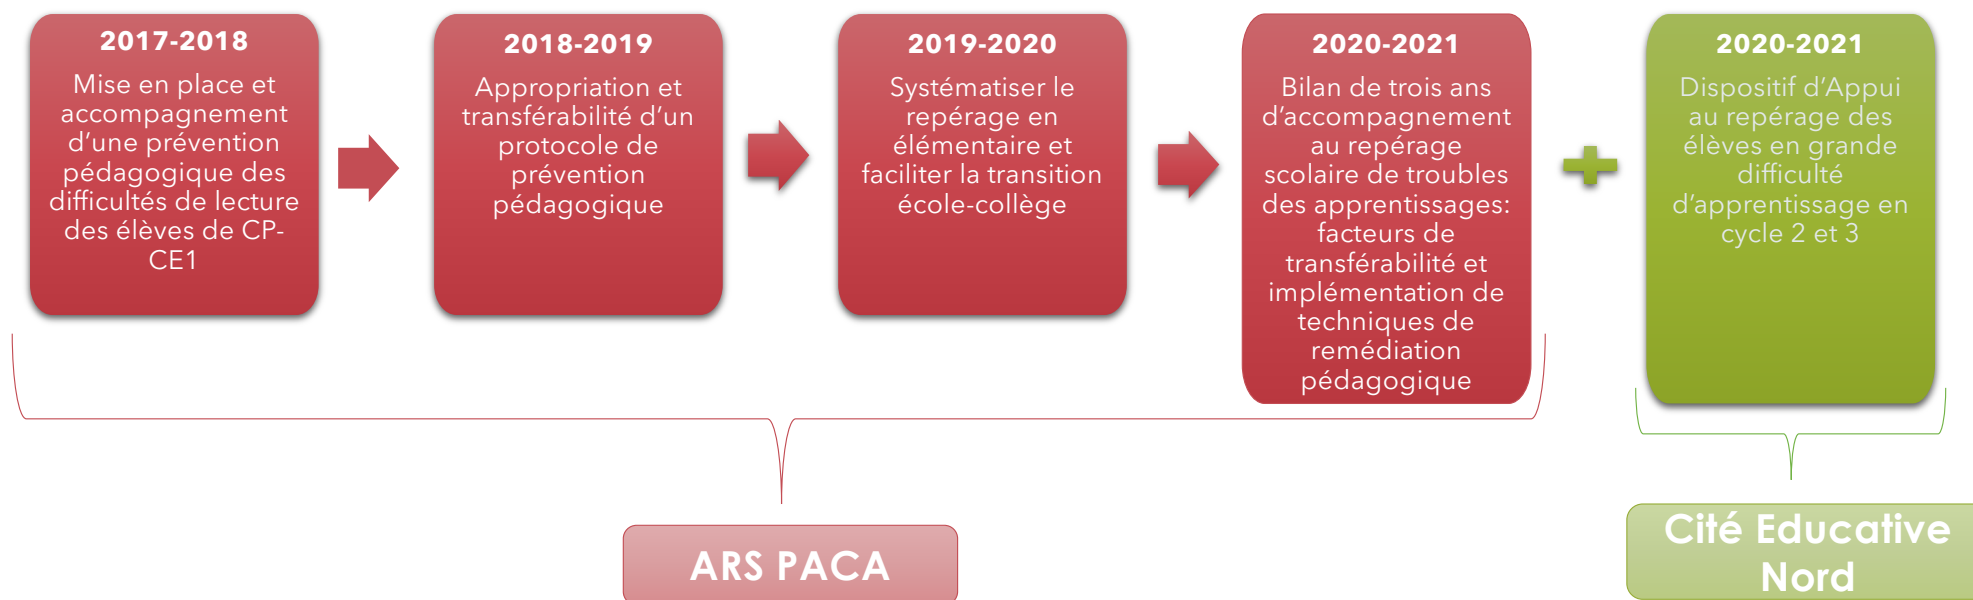 2017-2018
Mise en place et
accompagnement
d’une prévention
pédagogique des
difficultés de lecture
des élèves de CP-
CE1
2018-2019
Appropriation et
transférabilité d’un
protocole de
prévention
pédagogique
2019-2020
Systématiser le
repérage en
élémentaire et
faciliter la transition
école-collège
2020-2021
Bilan de trois ans
d’accompagnement
au repérage
scolaire de troubles
des apprentissages:
facteurs de
transférabilité et
implémentation de
techniques de
remédiation
pédagogique
2020-2021
Dispositif d’Appui
au repérage des
élèves en grande
difficulté
d’apprentissage en
cycle 2 et 3
ARS PACA
Cité Educative
Nord